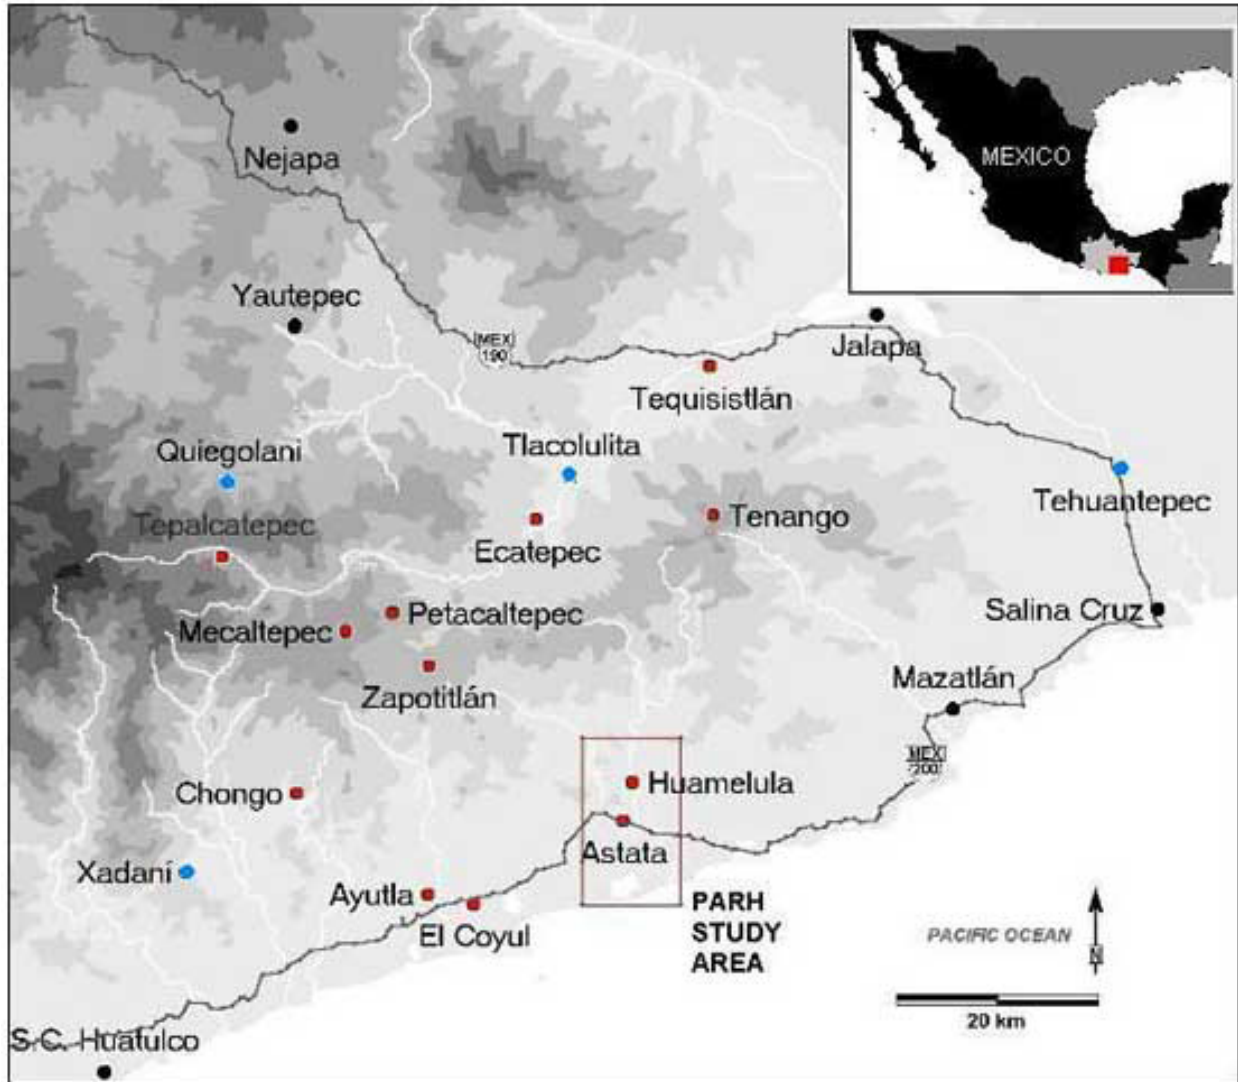 MEXICO
Nejapa
Yautepec
(MEX)
190
Jalapa
Tequisistlán
Quiegolani
Tlacolulita
Tehuantepec
Tepalcatepec
Ecatepec
Tenango
Petacaltepec
Mecaltepec
Salina Cruz
Zapotitlán
Mazatlán
MEX
(200)
Huamelula
Chongo
Astata
Xadaní
Ayutla
El Coyul
PARH
STUDY
AREA
PACIFIC OCEAN
N
20 km
S.C. Huatulco